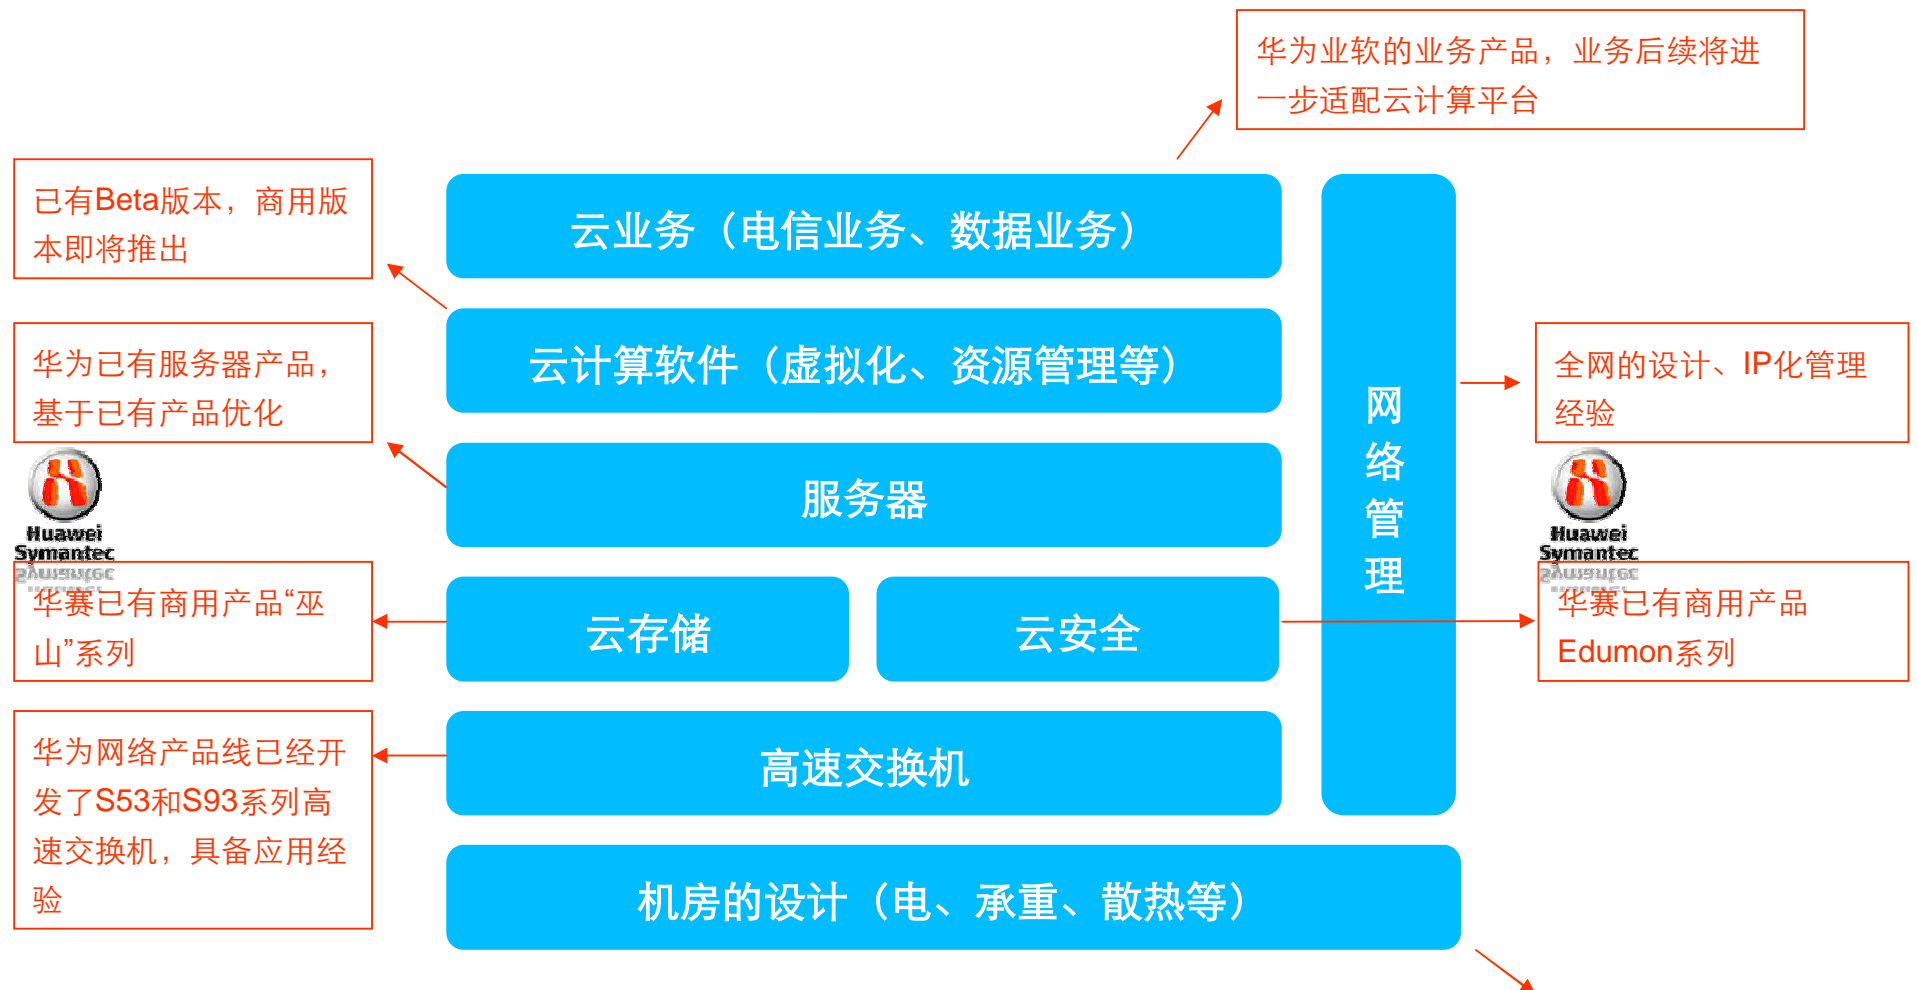 华为业软的业务产品，业务后续将进
一步适配云计算平台
已有Beta版本，商用版
本即将推出
云业务（电信业务、数据业务）
云计算软件（虚拟化、资源管理等）
华为已有服务器产品，
基于已有产品优化
网
络
管
理
全网的设计、IP化管理
经验
服务器
Huawei
Symantec
Huawei
Symantec
华赛已有商用产品“巫
山”系列
云存储
云安全
华赛已有商用产品
Edumon系列
华为网络产品线已经开
发了S53和S93系列高
速交换机，具备应用经
验
高速交换机
机房的设计（电、承重、散热等）